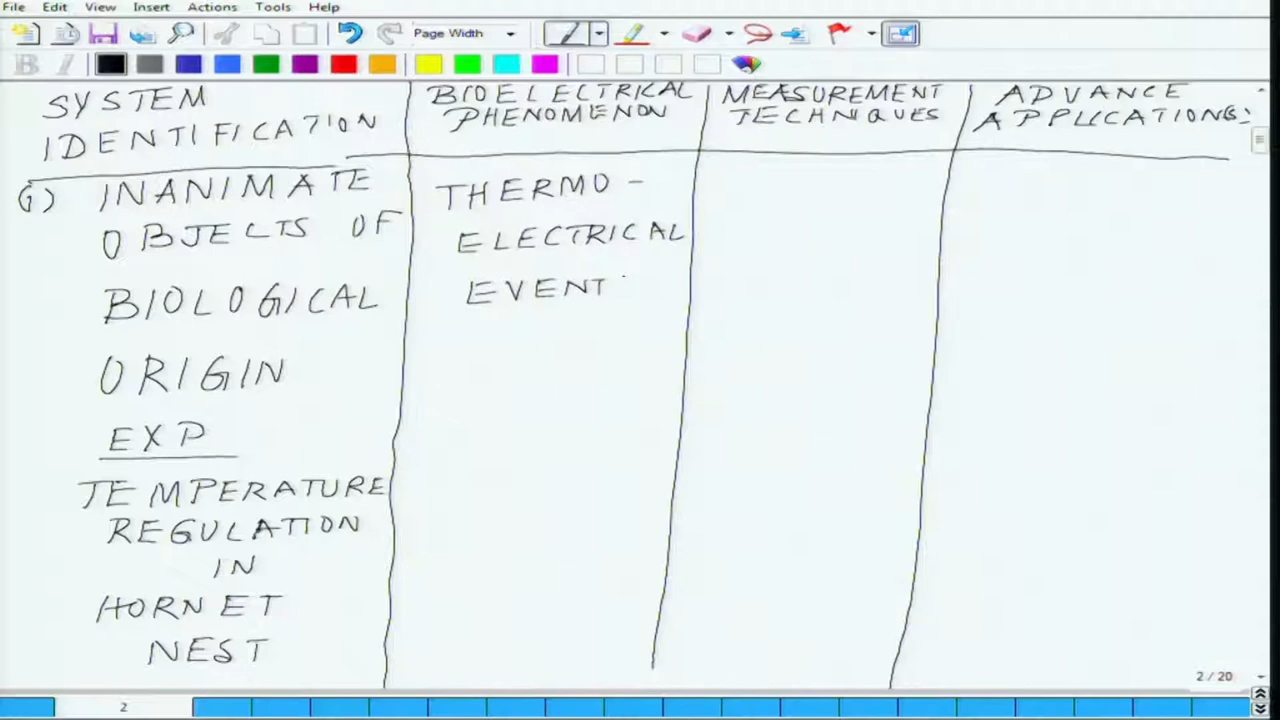 File Edit View Insert Actions Tools Help
Page Width
B I
SYSTEM IDENTIFICATION
BIOELECTRICAL PHENOMENON
MEASUREMENT TECHNIQUES
ADVANCE APPLICATIONS:
(1) INANIMATE
OBJECTS OF
BIOLOGICAL
ORIGIN
EXP
TEMPERATURE
REGULATION
IN
HORNET
NEST
THERMO-
ELECTRICAL
EVENT
2 / 20
2